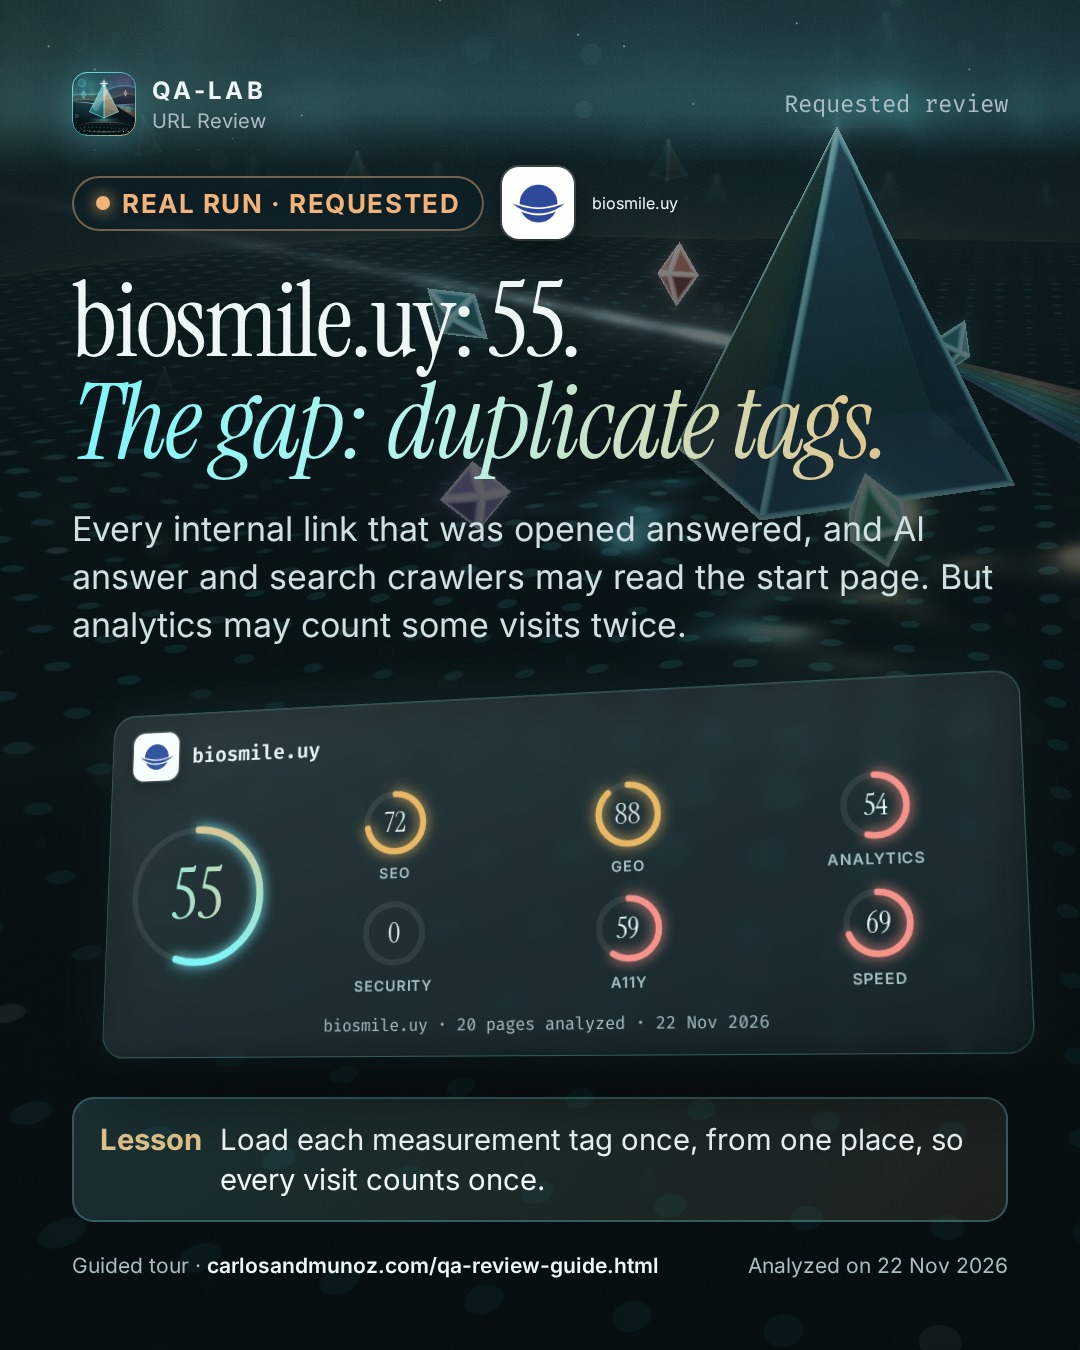 QA-LAB
URL Review
Requested review
REAL RUN · REQUESTED
biosmile.uy
biosmile.uy: 55.
The gap: duplicate tags.
Every internal link that was opened answered, and AI
answer and search crawlers may read the start page. But
analytics may count some visits twice.
biosmile.uy
55
72
SEO
88
GEO
54
ANALYTICS
0
SECURITY
59
A11Y
69
SPEED
biosmile.uy · 20 pages analyzed · 22 Nov 2026
Lesson Load each measurement tag once, from one place, so
every visit counts once.
Guided tour · carlosandmunoz.com/qa-review-guide.html
Analyzed on 22 Nov 2026